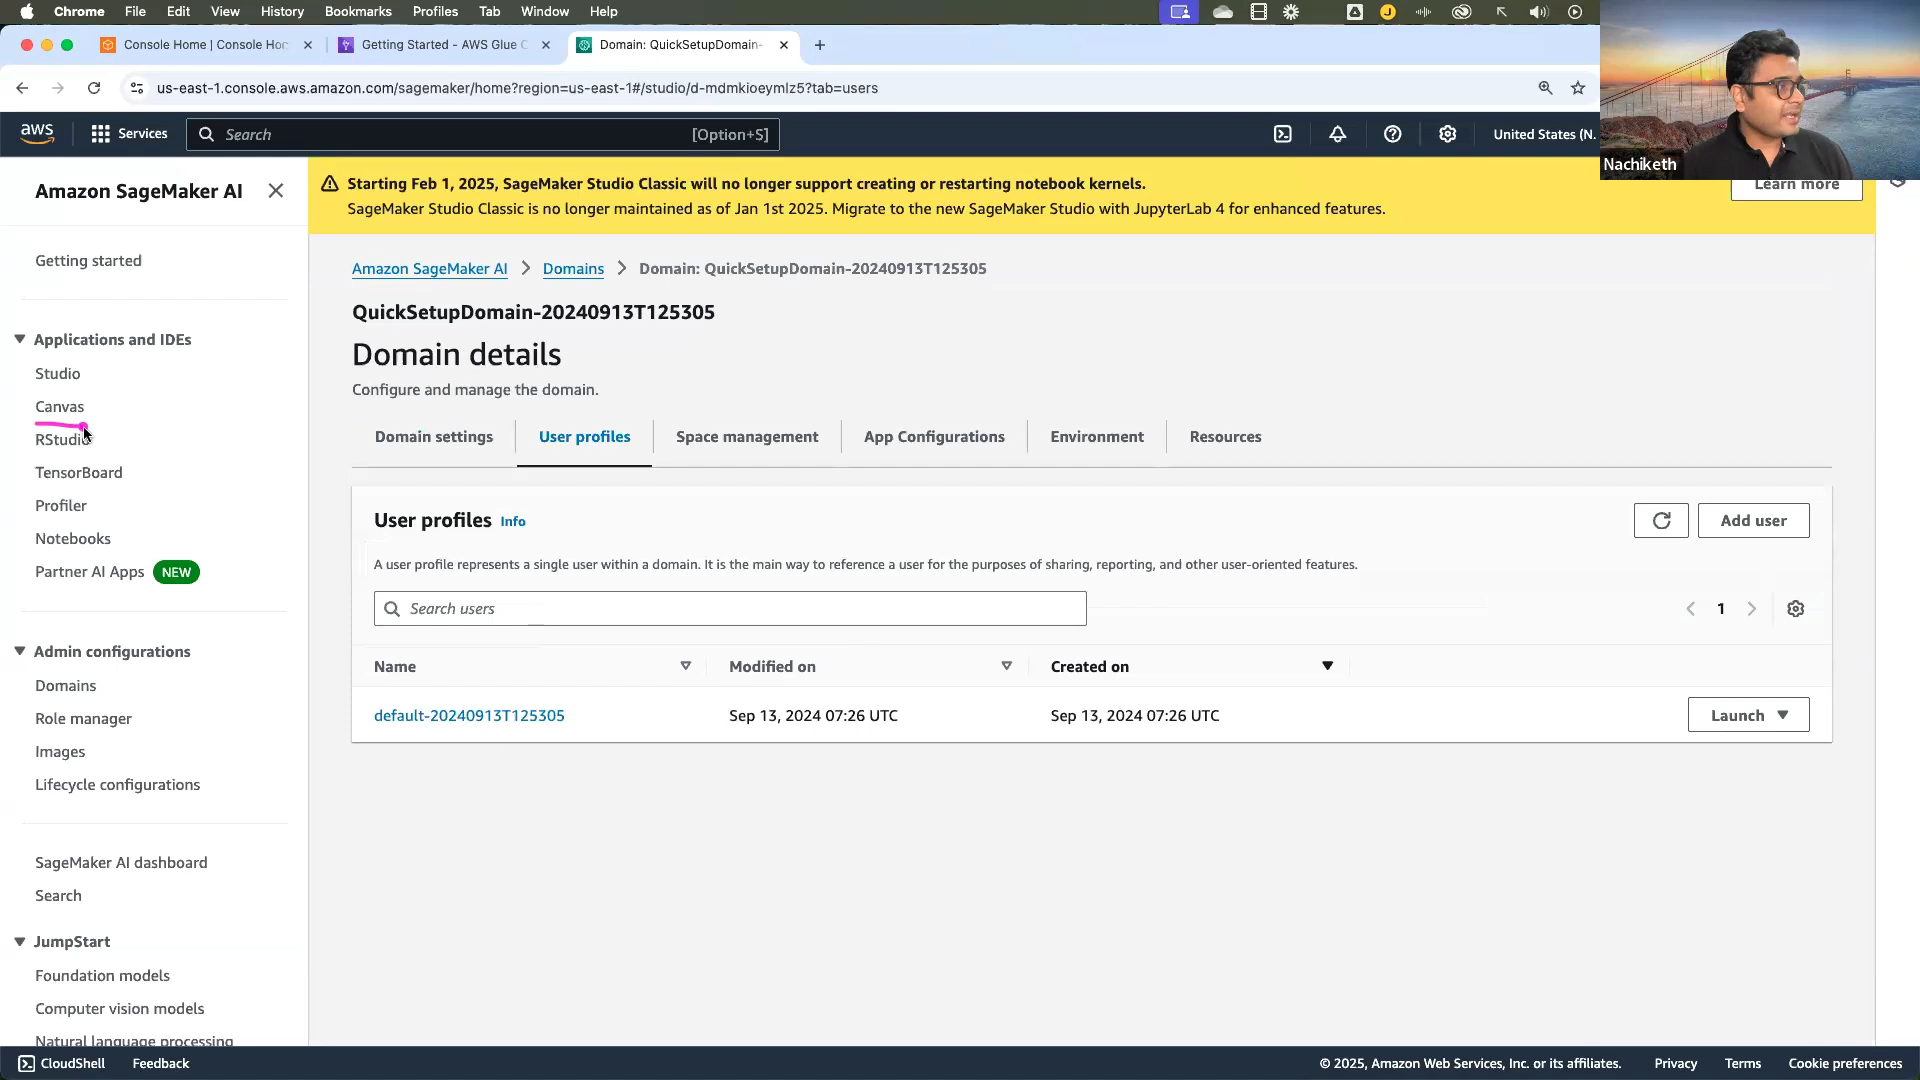 Chrome File Edit View History Bookmarks Profiles Tab Window Help
Console Home | Console Ho
Getting Started - AWS Glue C
Domain: QuickSetupDomain-
us-east-1.console.aws.amazon.com/sagemaker/home?region=us-east-1#/studio/d-mdmkioeymlz5?tab=users
aws
Services
Search
[Option+S]
United States (N.
Nachiketh
Amazon SageMaker AI
Getting started
Applications and IDEs
Studio
Canvas
RStudio
TensorBoard
Profiler
Notebooks
Partner AI Apps NEW
Admin configurations
Domains
Role manager
Images
Lifecycle configurations
SageMaker AI dashboard
Search
JumpStart
Foundation models
Computer vision models
Natural language processing
Starting Feb 1, 2025, SageMaker Studio Classic will no longer support creating or restarting notebook kernels.
SageMaker Studio Classic is no longer maintained as of Jan 1st 2025. Migrate to the new SageMaker Studio with JupyterLab 4 for enhanced features.
Learn more
Amazon SageMaker AI > Domains > Domain: QuickSetupDomain-20240913T125305
QuickSetupDomain-20240913T125305
Domain details
Configure and manage the domain.
Domain settings User profiles Space management App Configurations Environment Resources
User profiles Info
Add user
A user profile represents a single user within a domain. It is the main way to reference a user for the purposes of sharing, reporting, and other user-oriented features.
Search users
1
Name Modified on Created on
default-20240913T125305 Sep 13, 2024 07:26 UTC Sep 13, 2024 07:26 UTC Launch
CloudShell Feedback
© 2025, Amazon Web Services, Inc. or its affiliates. Privacy Terms Cookie preferences